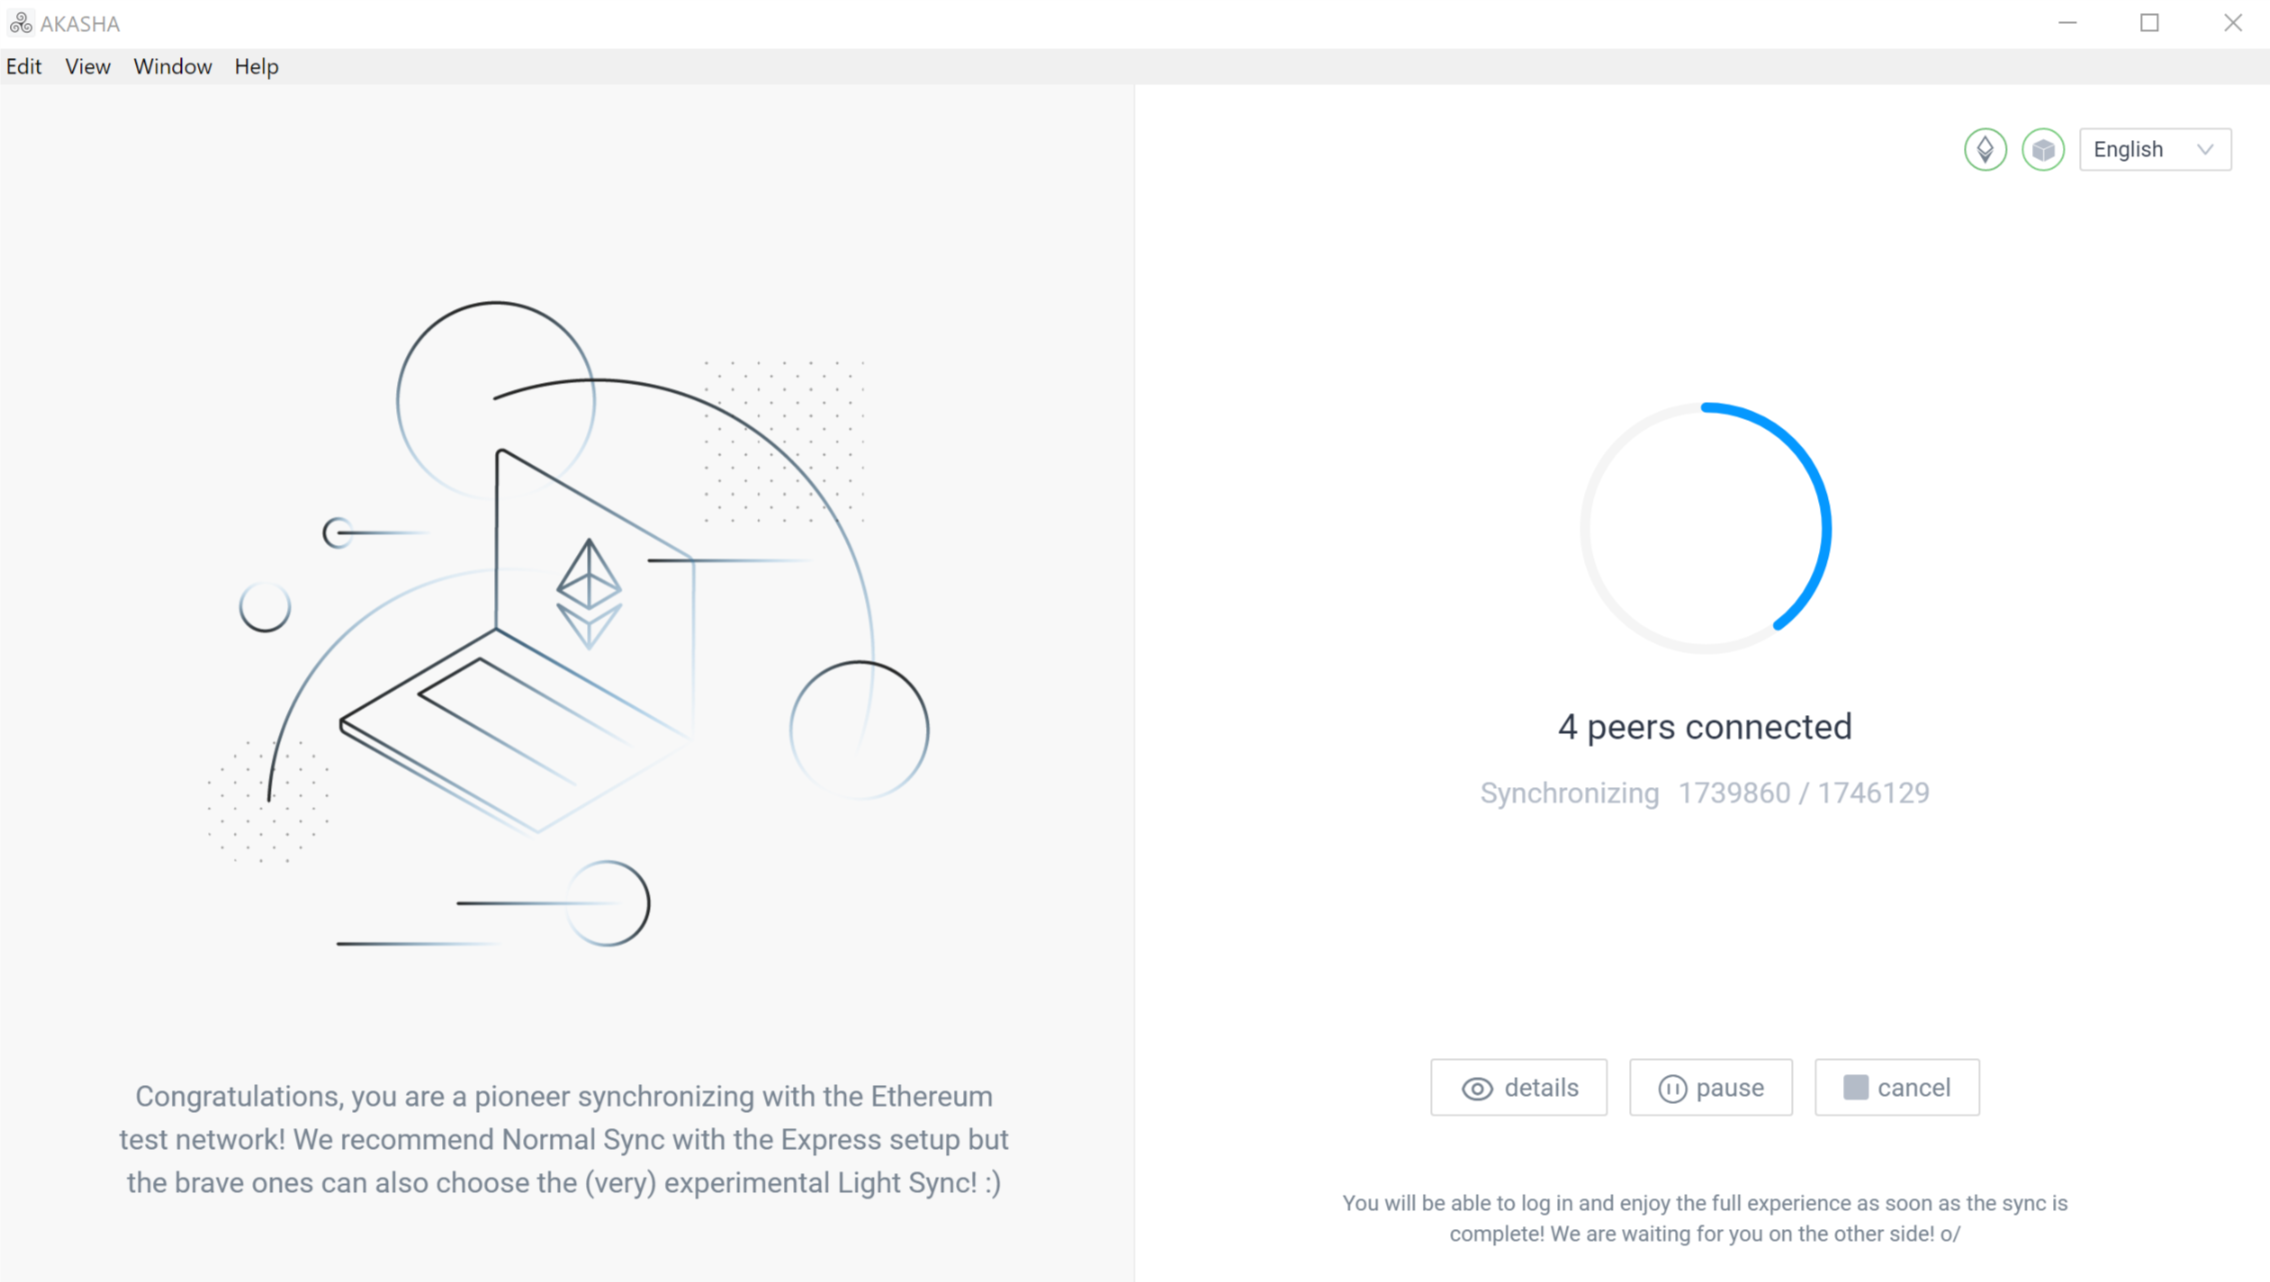 AKASHA
Edit View Window Help
English
4 peers connected
Synchronizing 1739860 / 1746129
details pause cancel
Congratulations, you are a pioneer synchronizing with the Ethereum
test network! We recommend Normal Sync with the Express setup but
the brave ones can also choose the (very) experimental Light Sync! :)
You will be able to log in and enjoy the full experience as soon as the sync is
complete! We are waiting for you on the other side! o/